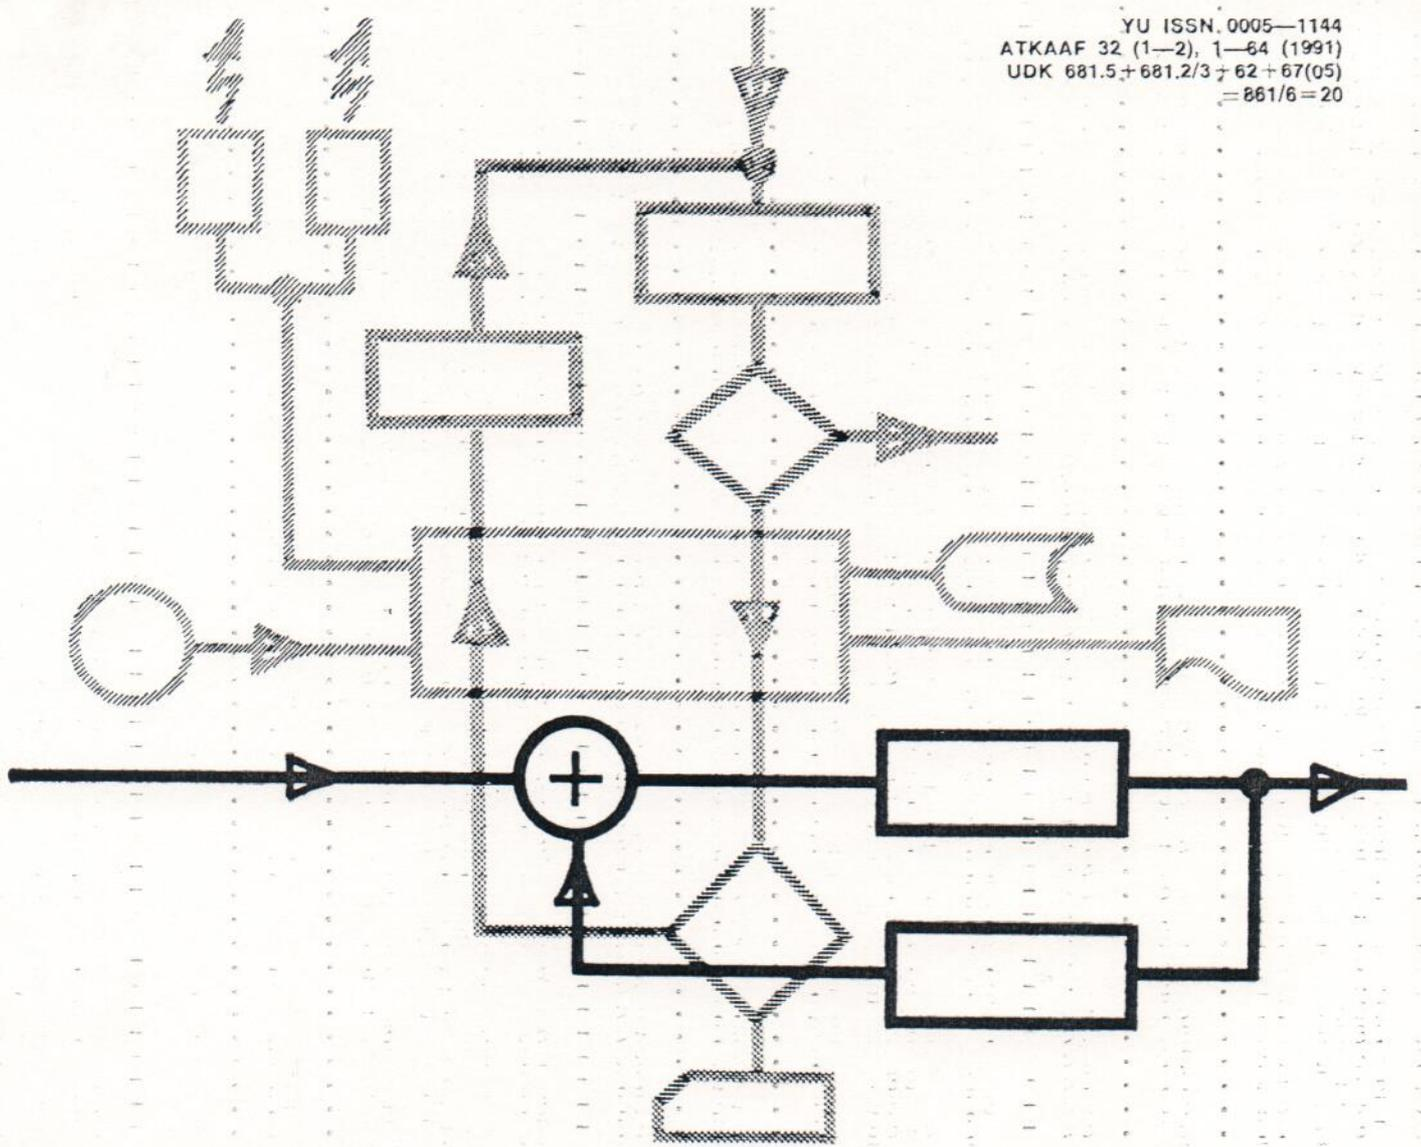 YU ISSN 0005—1144
ATKAAF 32 (1—2), 1—64 (1991)
UDK 681.5+681.2/3+62+67(05)
=861/6=20
+